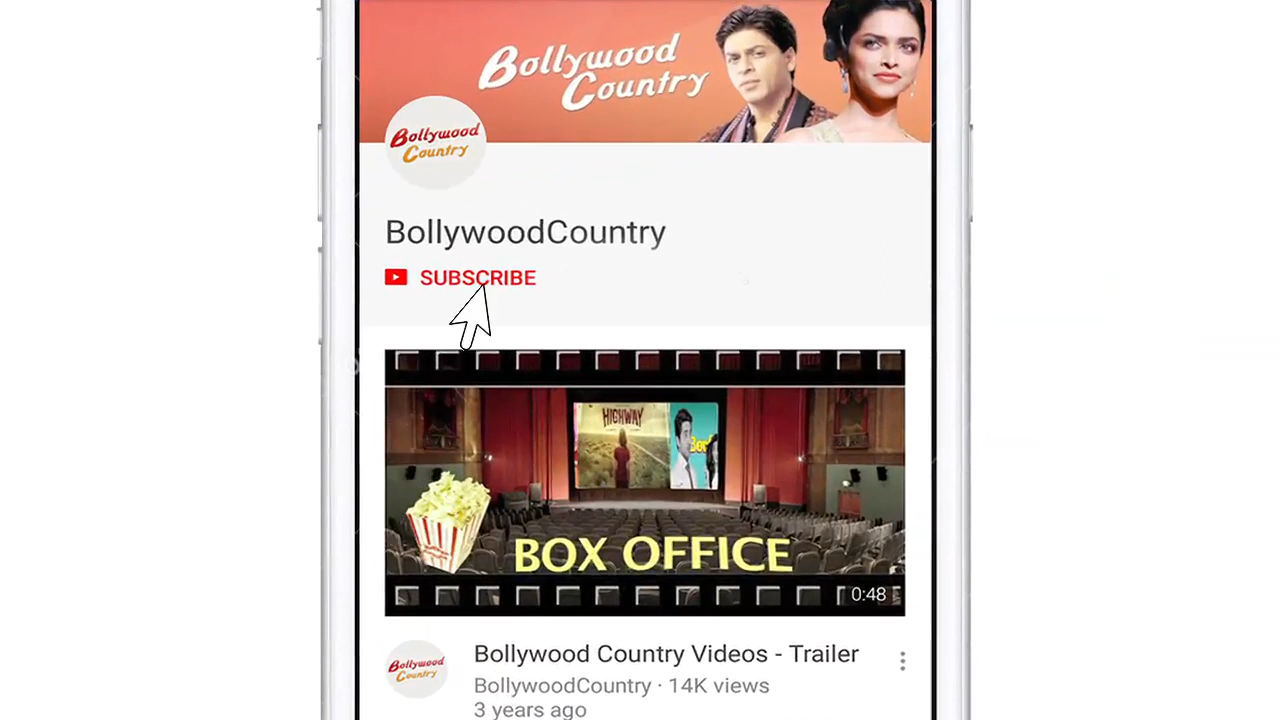 Bollywood
Country
Bollywood
Country
BollywoodCountry
SUBSCRIBE
HIGHWAY
BOX OFFICE
0:48
Bollywood Country Videos - Trailer
Bollywood
Country
BollywoodCountry · 14K views
3 years ago